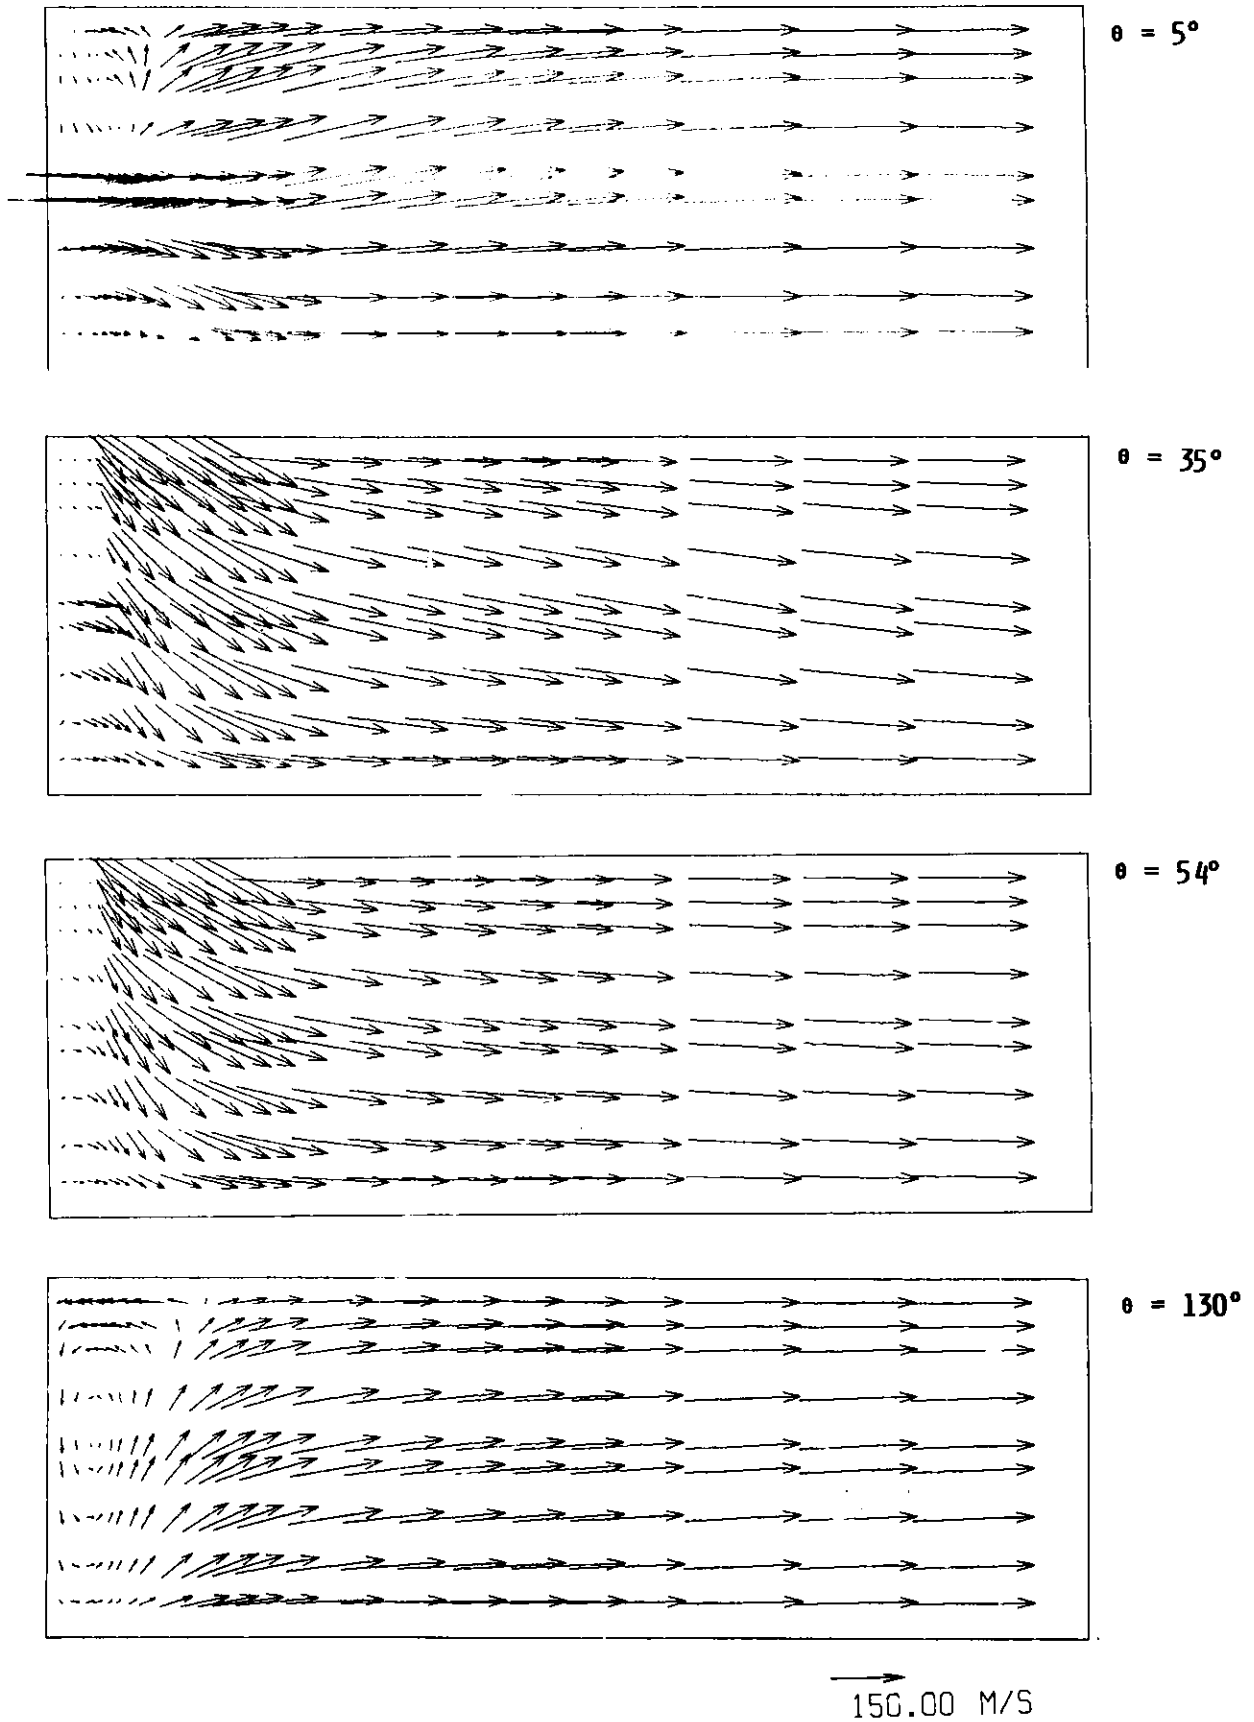 θ = 5°
θ = 35°
θ = 54°
θ = 130°
150.00 M/S